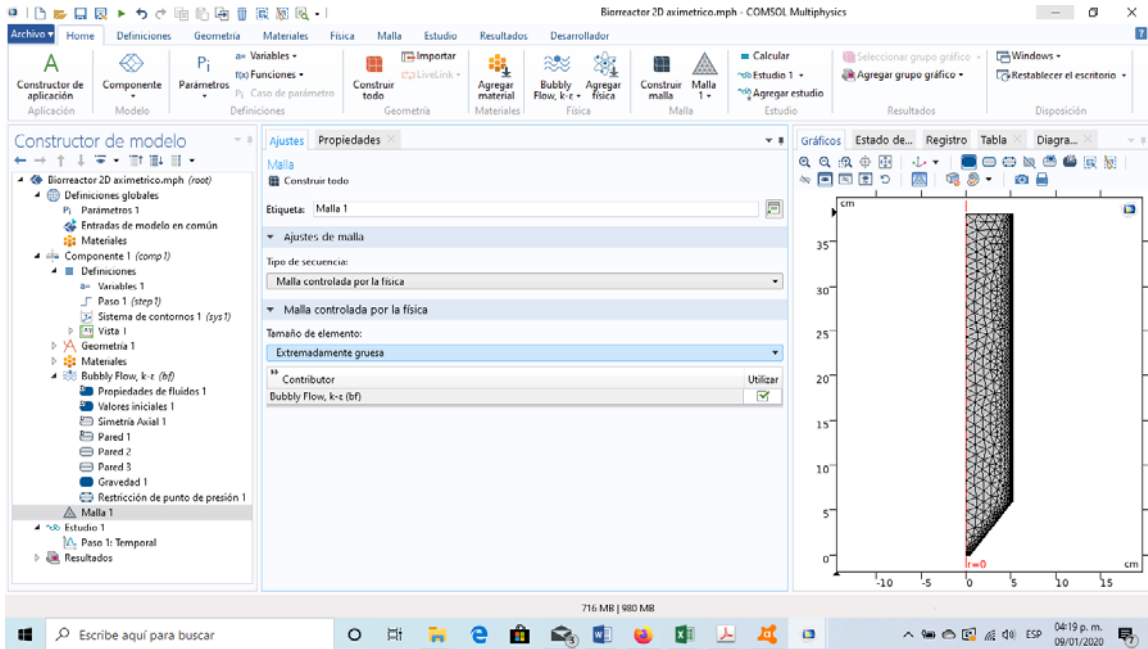 Biorreactor 2D aximetrico.mph - COMSOL Multiphysics
Archivo Home Definiciones Geometría Materiales Física Malla Estudio Resultados Desarrollador
Constructor de aplicación
Aplicación
Componente
Modelo
Parámetros
a= Variables
f(x) Funciones
Pi Caso de parámetro
Definiciones
Construir todo
Importar
LiveLink
Geometría
Agregar material
Materiales
Bubbly Flow, k-ε
Agregar física
Física
Construir malla
Malla 1
Malla
Calcular
Estudio 1
Agregar estudio
Estudio
Seleccionar grupo gráfico
Agregar grupo gráfico
Resultados
Windows
Restablecer el escritorio
Disposición
Constructor de modelo
Biorreactor 2D aximetrico.mph (root)
Definiciones globales
Pi Parámetros 1
Entradas de modelo en común
Materiales
Componente 1 (comp1)
Definiciones
a= Variables 1
Paso 1 (step1)
Sistema de contornos 1 (sys1)
Vista 1
Geometría 1
Materiales
Bubbly Flow, k-ε (bf)
Propiedades de fluidos 1
Valores iniciales 1
Simetría Axial 1
Pared 1
Pared 2
Pared 3
Gravedad 1
Restricción de punto de presión 1
Malla 1
Estudio 1
Paso 1: Temporal
Resultados
Ajustes Propiedades
Malla
Construir todo
Etiqueta: Malla 1
Ajustes de malla
Tipo de secuencia:
Malla controlada por la física
Malla controlada por la física
Tamaño de elemento:
Extremadamente gruesa
Contributor Utilizar
Bubbly Flow, k-ε (bf)
Gráficos Estado de... Registro Tabla Diagra...
cm
35
30
25
20
15
10
5
0
r=0
cm
-10 -5 0 5 10 15
716 MB | 980 MB
Escribe aquí para buscar
ESP
04:19 p. m.
09/01/2020